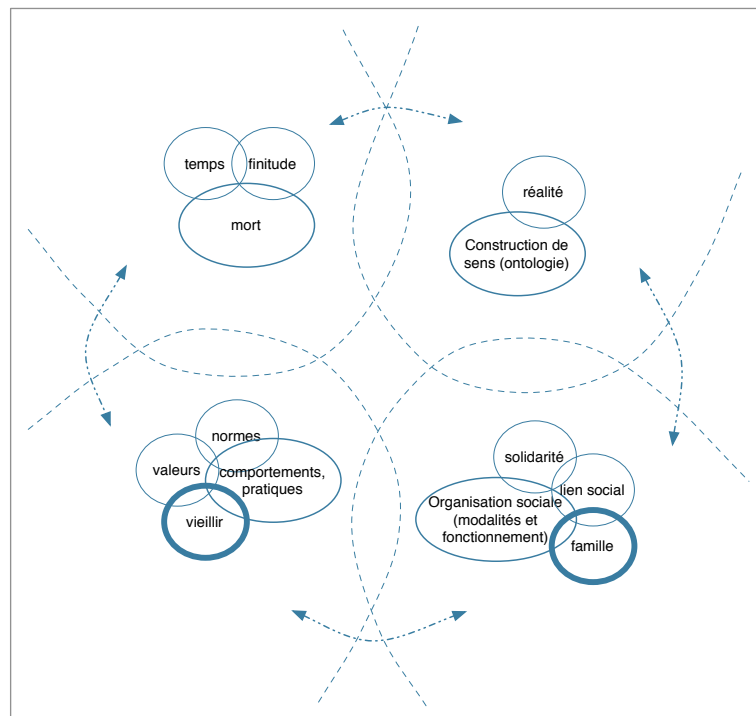 temps
finitude
mort
réalité
Construction de
sens (ontologie)
normes
valeurs
comportements,
pratiques
vieillir
solidarité
lien social
Organisation sociale
(modalités et
fonctionnement)
famille